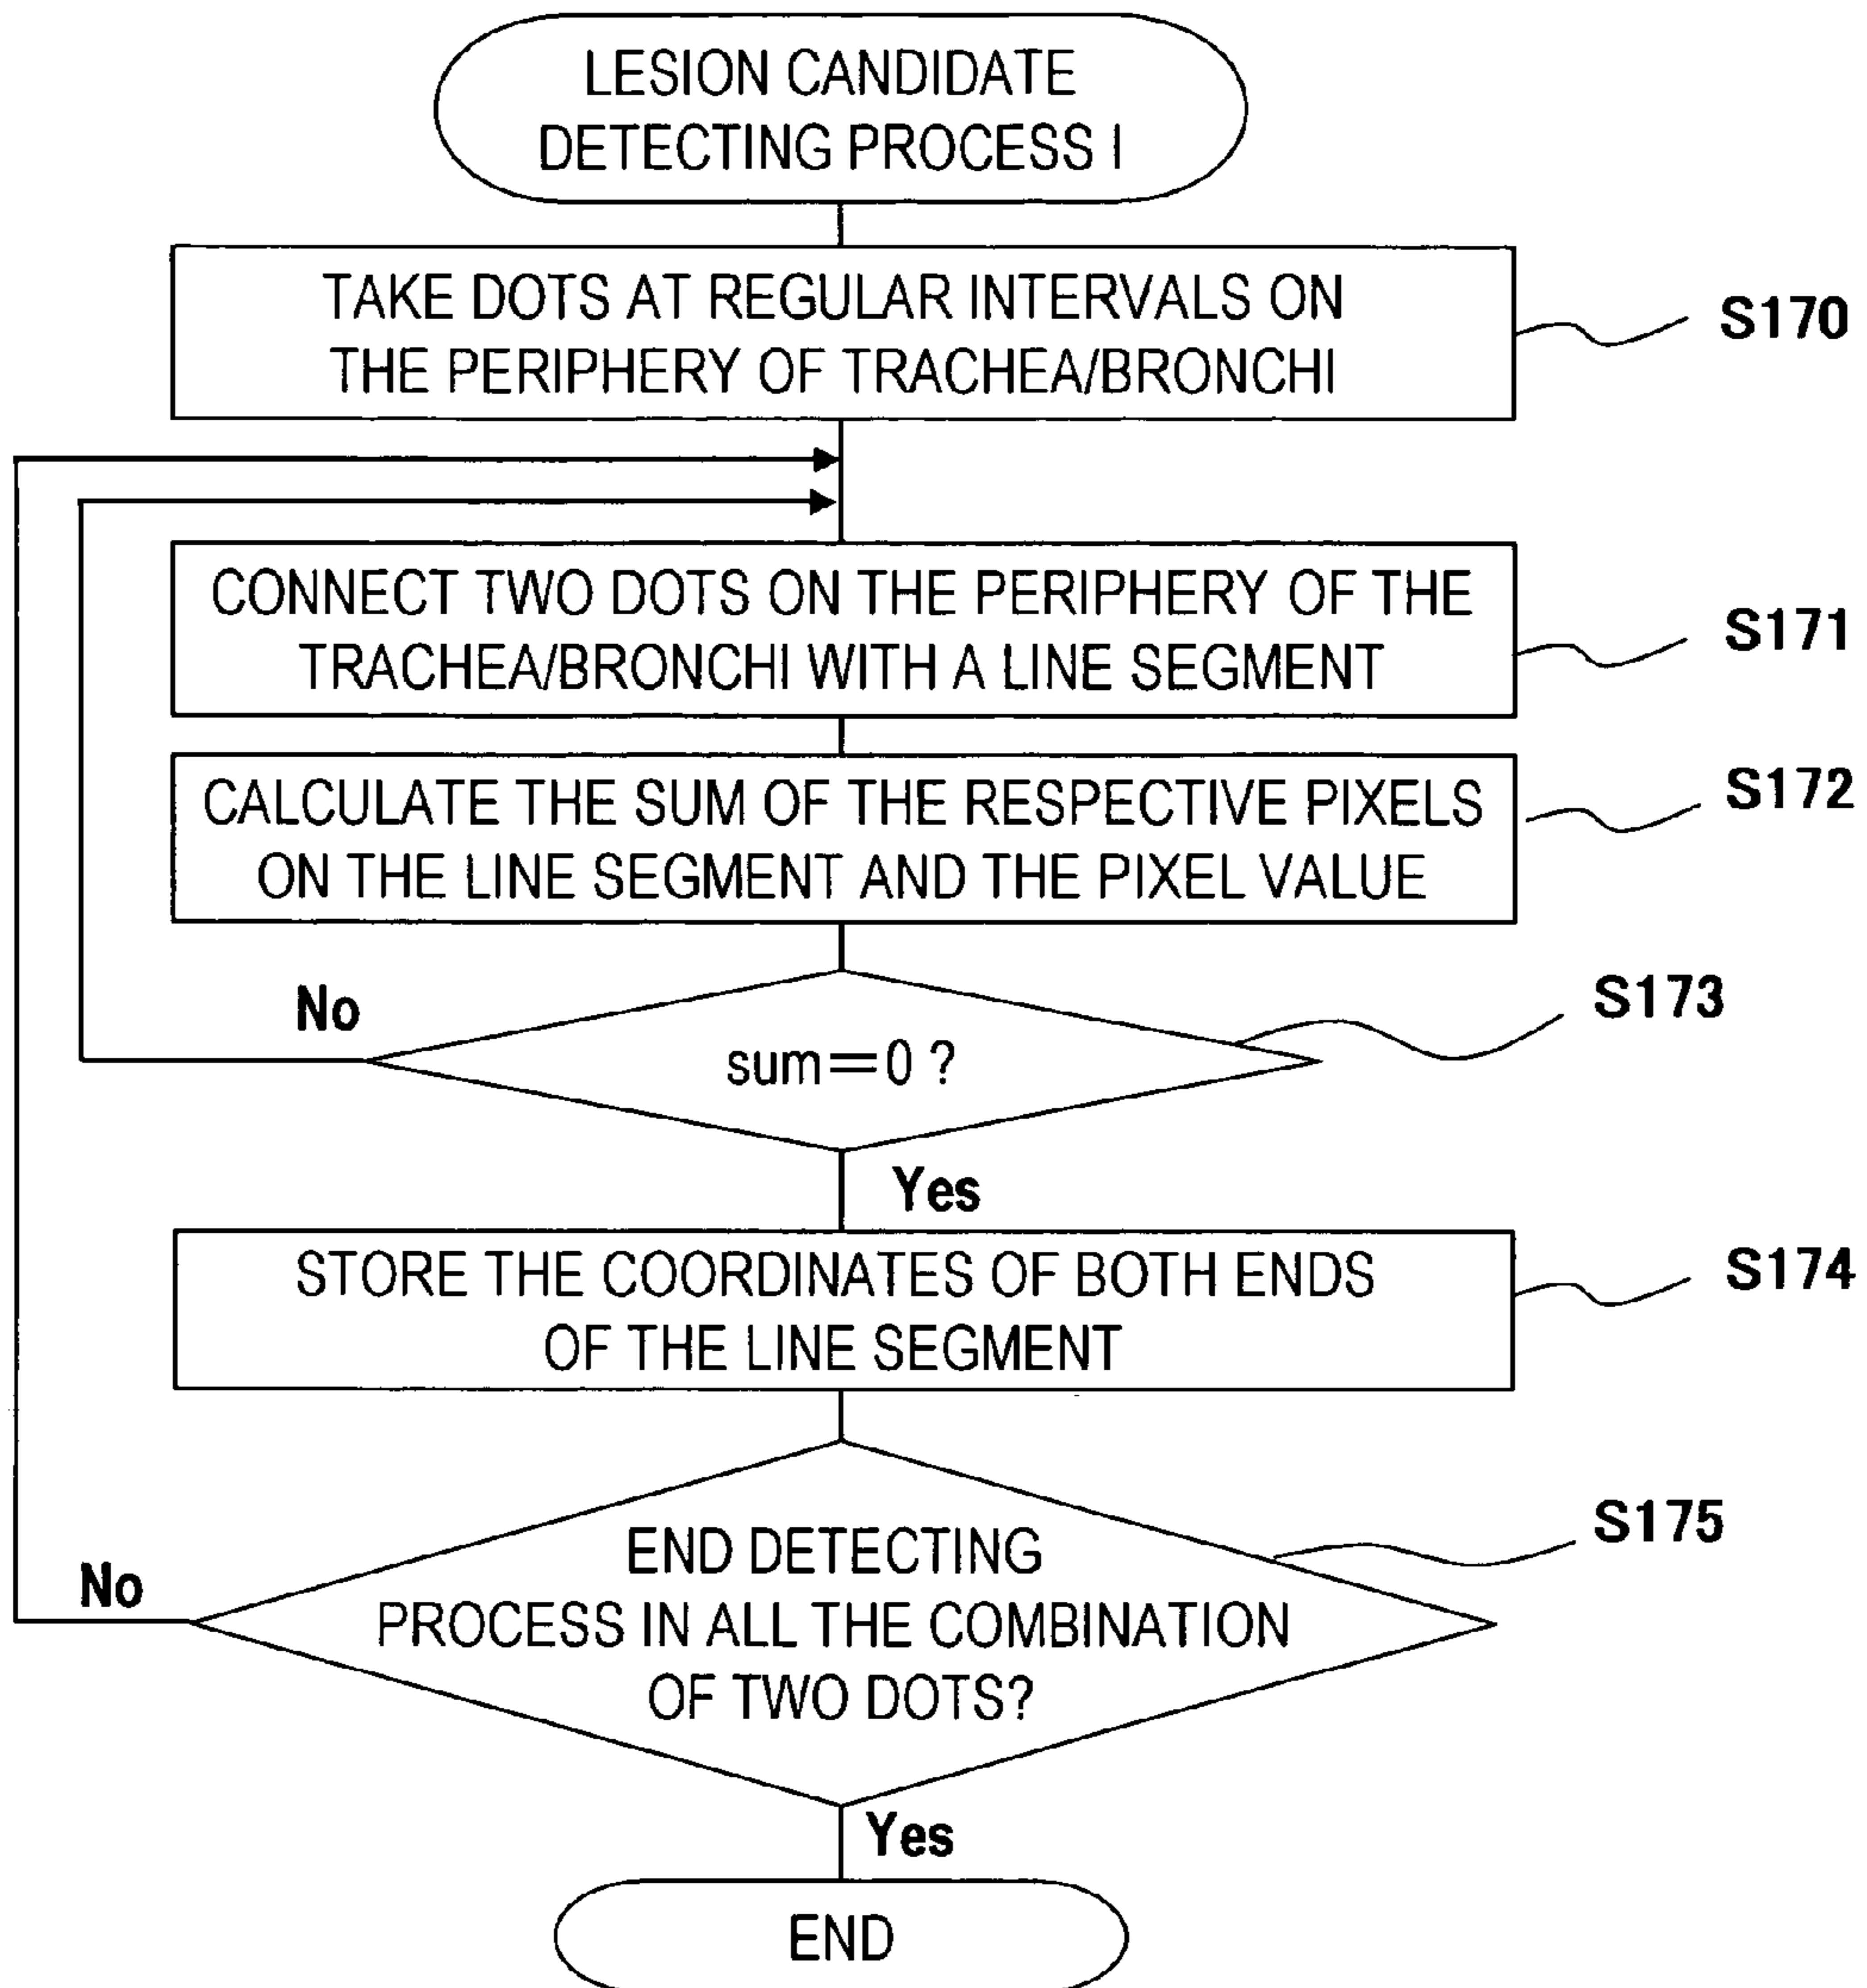 LESION CANDIDATE
DETECTING PROCESS I
TAKE DOTS AT REGULAR INTERVALS ON
THE PERIPHERY OF TRACHEA/BRONCHI
S170
CONNECT TWO DOTS ON THE PERIPHERY OF THE
TRACHEA/BRONCHI WITH A LINE SEGMENT
S171
CALCULATE THE SUM OF THE RESPECTIVE PIXELS
ON THE LINE SEGMENT AND THE PIXEL VALUE
S172
No
sum=0 ?
S173
Yes
STORE THE COORDINATES OF BOTH ENDS
OF THE LINE SEGMENT
S174
No
END DETECTING
PROCESS IN ALL THE COMBINATION
OF TWO DOTS?
S175
Yes
END